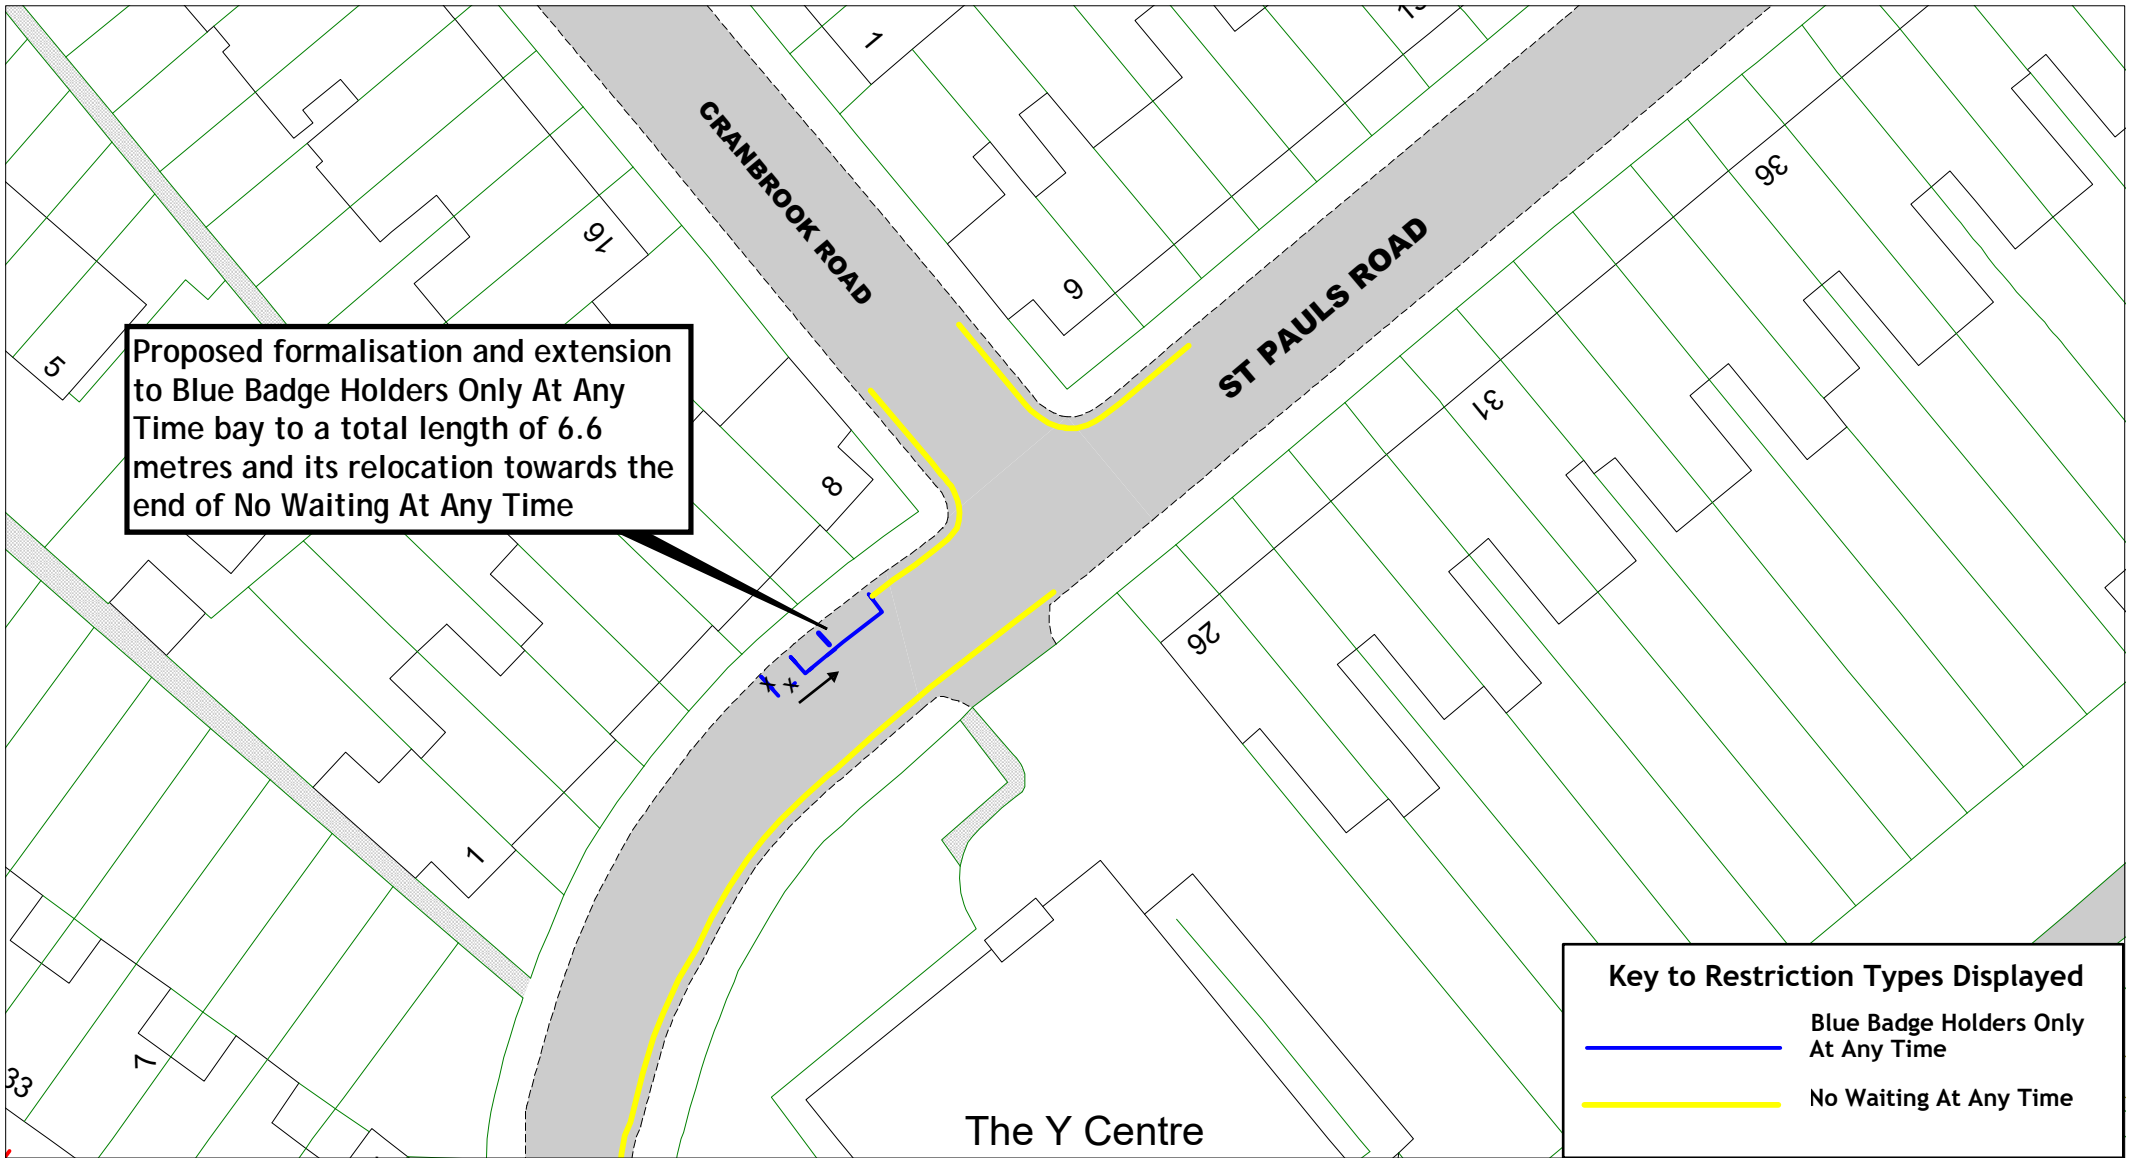 1
CRANBROOK ROAD
36
16
ST PAULS ROAD
9
5
Proposed formalisation and extension
to Blue Badge Holders Only At Any
Time bay to a total length of 6.6
metres and its relocation towards the
end of No Waiting At Any Time
31
8
26
x x
1
Key to Restriction Types Displayed
Blue Badge Holders Only
At Any Time
No Waiting At Any Time
7
33
The Y Centre